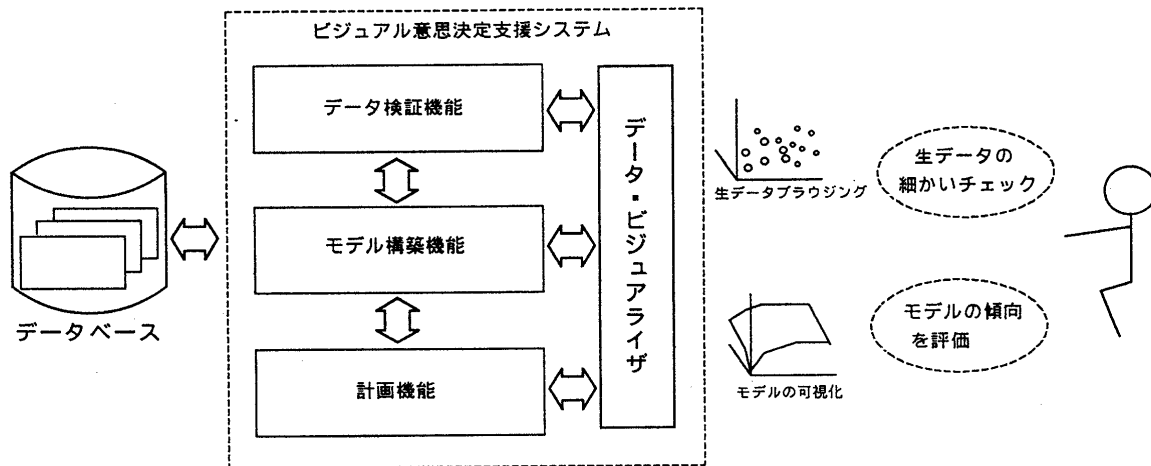 ビジュアル意思決定支援システム
データ検証機能
モデル構築機能
計画機能
データ・ビジュアライザ
データベース
生データブラウジング
モデルの可視化
生データの
細かいチェック
モデルの傾向
を評価